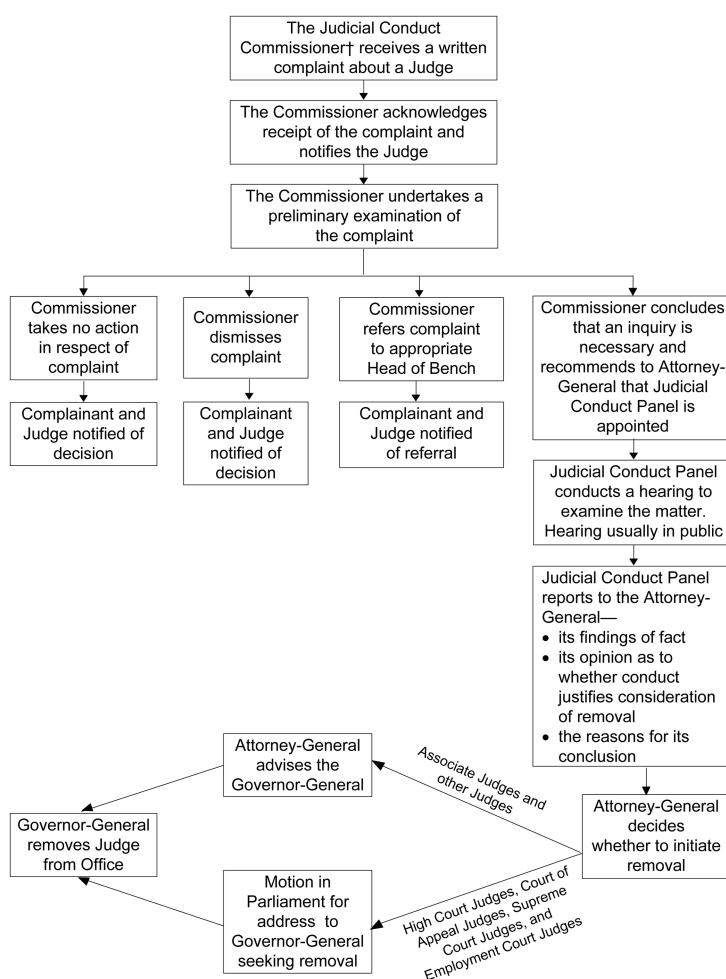 The Judicial Conduct
Commissioner† receives a written
complaint about a Judge
The Commissioner acknowledges
receipt of the complaint and
notifies the Judge
The Commissioner undertakes a
preliminary examination of
the complaint
Commissioner
takes no action
in respect of
complaint
Commissioner
dismisses
complaint
Commissioner
refers complaint
to appropriate
Head of Bench
Commissioner concludes
that an inquiry is
necessary and
recommends to Attorney-
General that Judicial
Conduct Panel is
appointed
Complainant and
Judge notified of
decision
Complainant
and Judge
notified of
decision
Complainant and
Judge notified
of referral
Judicial Conduct Panel
conducts a hearing to
examine the matter.
Hearing usually in public
Judicial Conduct Panel
reports to the Attorney-
General—
• its findings of fact
• its opinion as to
whether conduct
justifies consideration
of removal
• the reasons for its
conclusion
Attorney-General
decides
whether to initiate
removal
Associate Judges and
other Judges
Attorney-General
advises the
Governor-General
High Court Judges, Court of
Appeal Judges, Supreme
Court Judges, and
Employment Court Judges
Motion in
Parliament for
address to
Governor-General
seeking removal
Governor-General
removes Judge
from Office